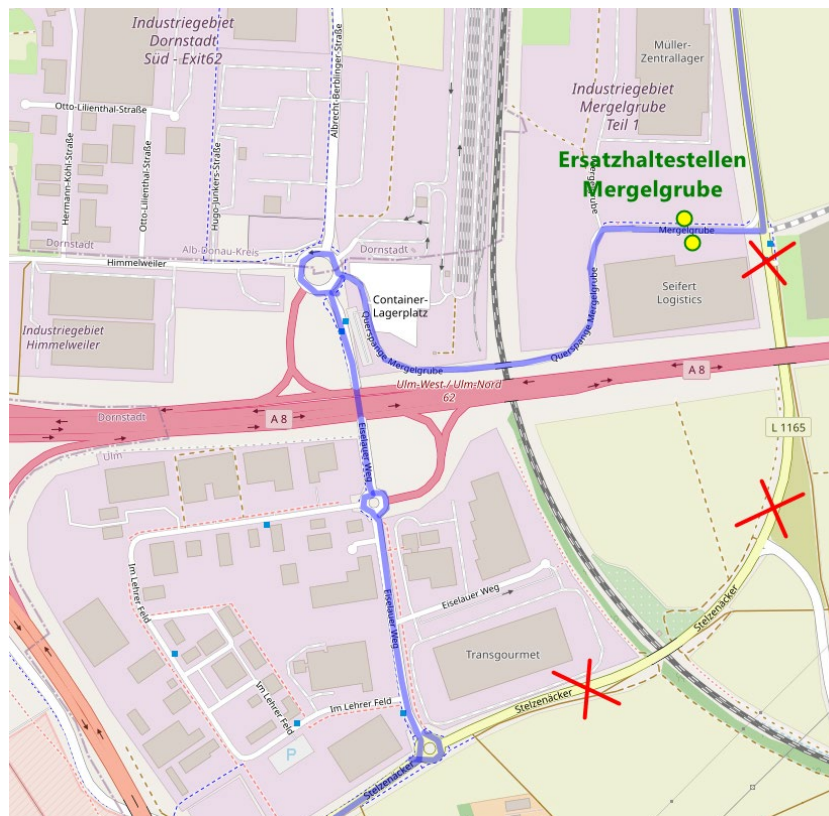 Industriegebiet
Dornstadt
Süd - Exit62
Otto-Lilienthal-Straße
Hermann-Köhl-Straße
Otto-Lilienthal-Straße
Hugo-Junkers-Straße
Albrecht-Berblinger-Straße
Müller-
Zentrallager
Industriegebiet
Mergelgrube
Teil 1
Ersatzhaltestellen
Mergelgrube
Mergelgrube
Dornstadt
Alb-Donau-Kreis
Dornstadt
Himmelweiler
Container-
Lagerplatz
Seifert
Logistics
Industriegebiet
Himmelweiler
Querspange Mergelgrube
Querspange Mergelgrube
Ulm-West / Ulm-Nord
62
A 8
A 8
Dornstadt
Ulm
L 1165
Eiselauer Weg
Im Lehrer Feld
Eiselauer Weg
Eiselauer Weg
Transgourmet
Stelzenäcker
Im Lehrer Feld
Im Lehrer Feld
Stelzenäcker
P
Stelzenäcker